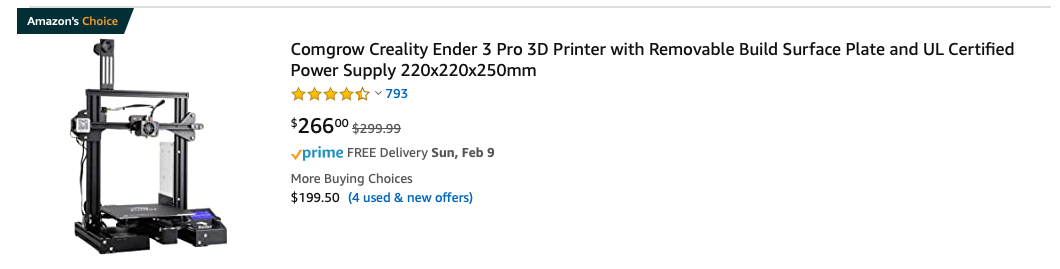 Amazon's Choice
Comgrow Creality Ender 3 Pro 3D Printer with Removable Build Surface Plate and UL Certified
Power Supply 220x220x250mm
793
$26600 $299.99
prime FREE Delivery Sun, Feb 9
More Buying Choices
$199.50 (4 used & new offers)